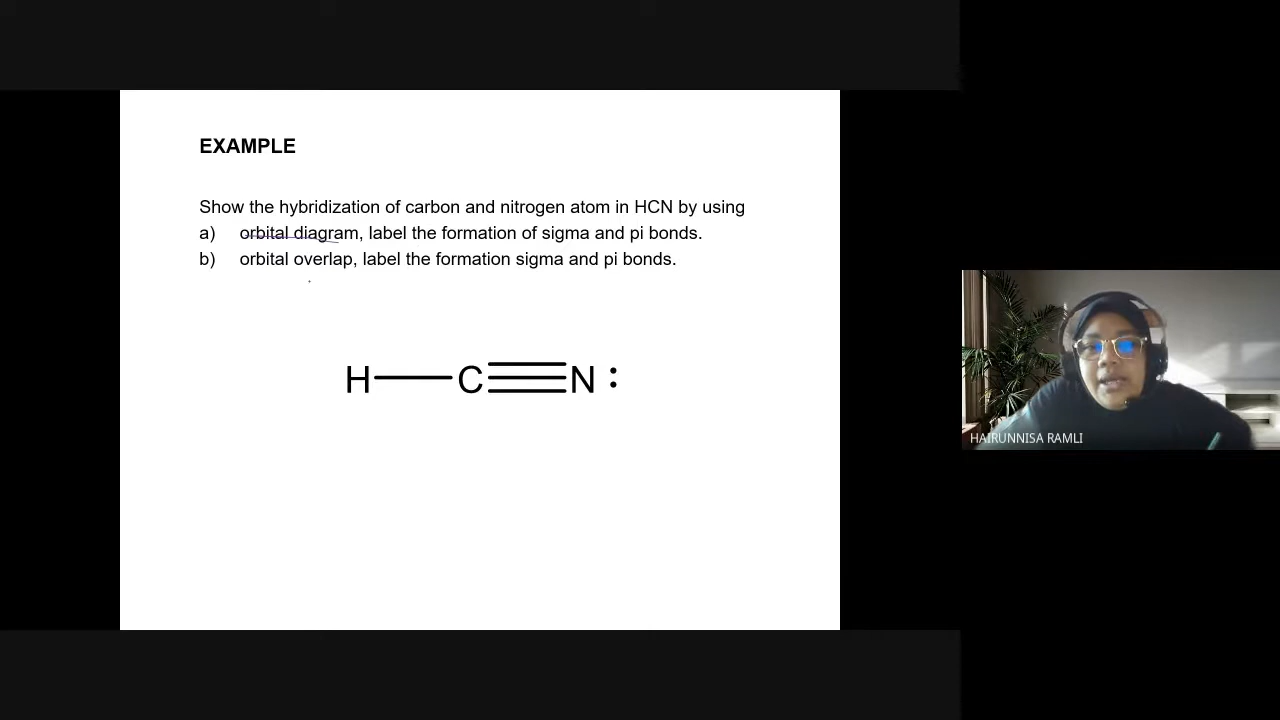 EXAMPLE
Show the hybridization of carbon and nitrogen atom in HCN by using
a) orbital diagram, label the formation of sigma and pi bonds.
b) orbital overlap, label the formation sigma and pi bonds.
H C N :
HAIRUNNISA RAMLI